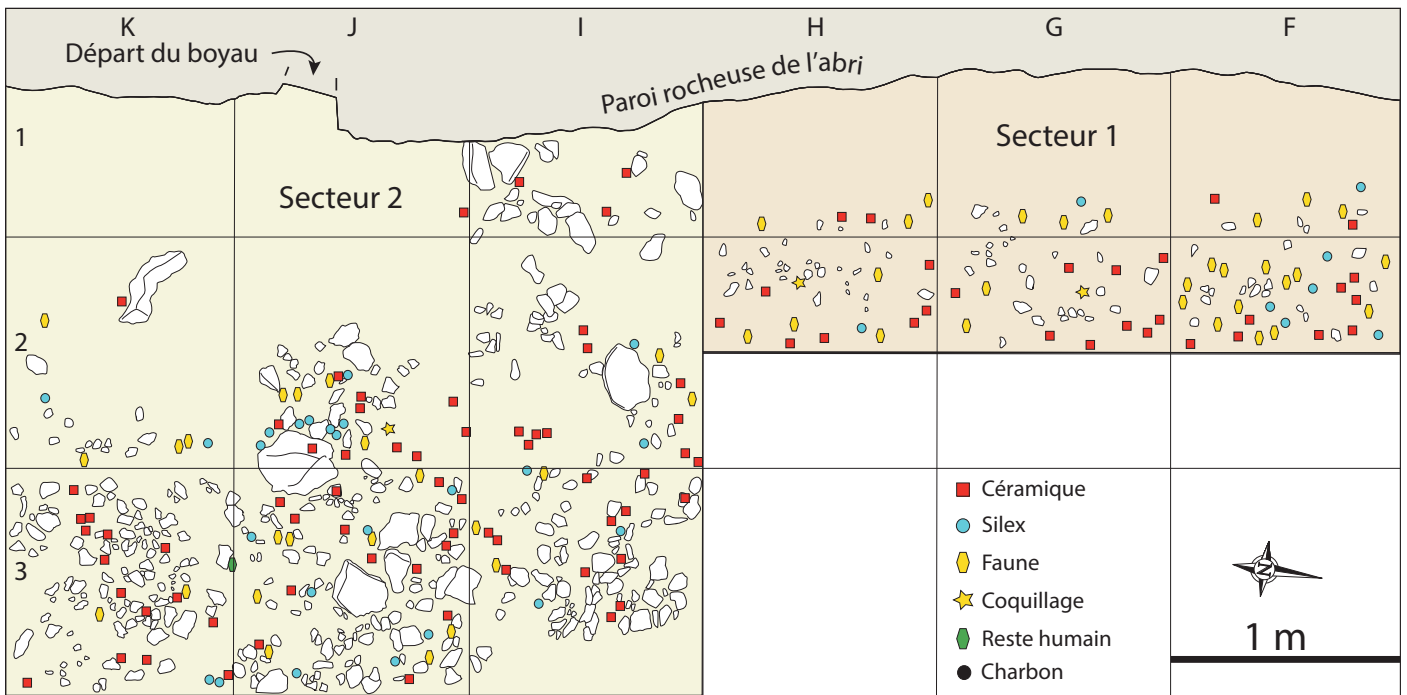 K J I H G F
Départ du boyau
Paroi rocheuse de l'abri
1
Secteur 1
Secteur 2
2
3
Céramique
Silex
Faune
Coquillage
Reste humain
Charbon
N
1 m